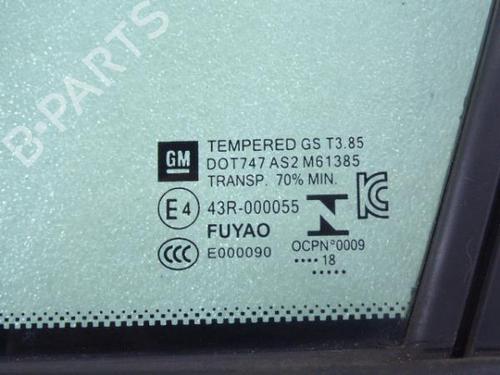 B-PARTS
GM
TEMPERED GS T3.85
DOT747 AS2 M61385
TRANSP. 70% MIN.
E4 43R-000055
FUYAO
CCC E000090
N
KC
OCPN°0009
.... 18
..... ....